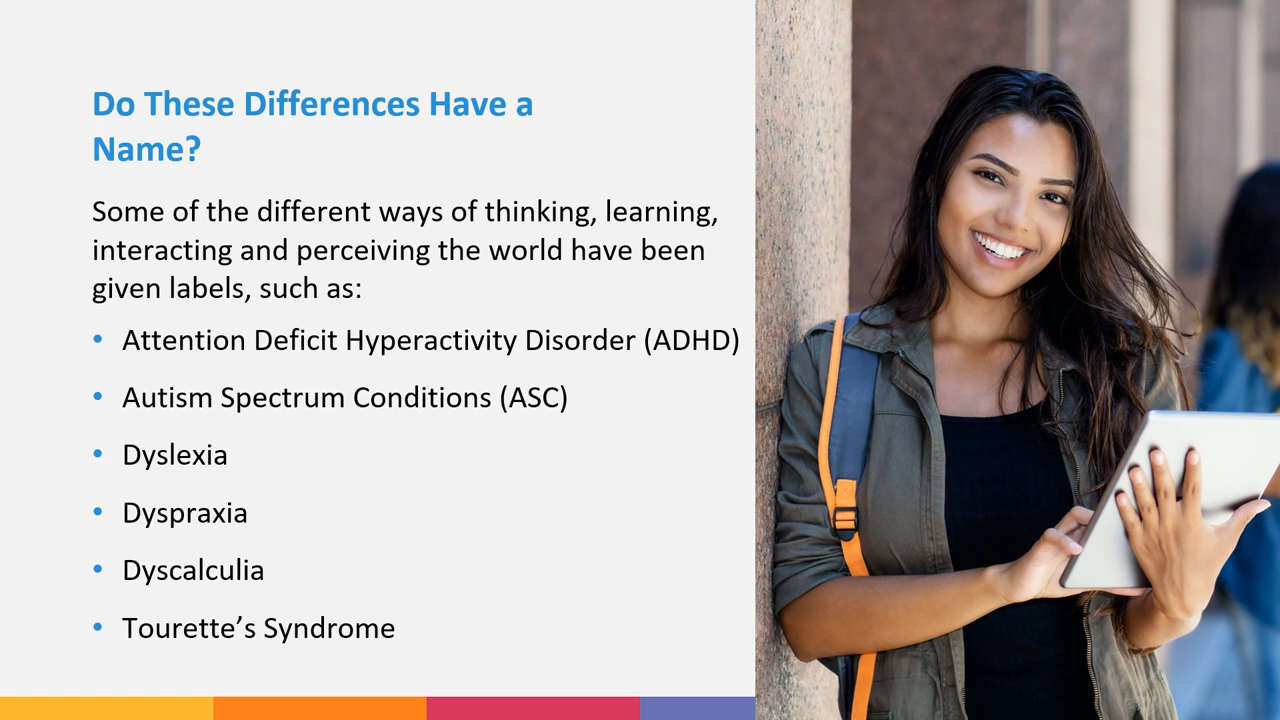 Do These Differences Have a
Name?
Some of the different ways of thinking, learning,
interacting and perceiving the world have been
given labels, such as:
• Attention Deficit Hyperactivity Disorder (ADHD)
• Autism Spectrum Conditions (ASC)
• Dyslexia
• Dyspraxia
• Dyscalculia
• Tourette’s Syndrome